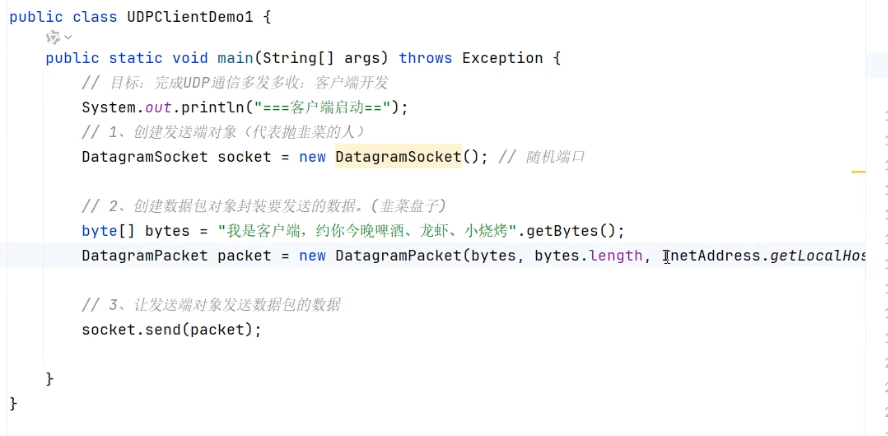 public class UDPClientDemo1 {
public static void main(String[] args) throws Exception {
// 目标：完成UDP通信多发多收：客户端开发
System.out.println("===客户端启动==");
// 1、创建发送端对象（代表抛韭菜的人）
DatagramSocket socket = new DatagramSocket(); // 随机端口
// 2、创建数据包对象封装要发送的数据。(韭菜盘子)
byte[] bytes = "我是客户端，约你今晚啤酒、龙虾、小烧烤".getBytes();
DatagramPacket packet = new DatagramPacket(bytes, bytes.length, InetAddress.getLocalHos
// 3、让发送端对象发送数据包的数据
socket.send(packet);
}
}